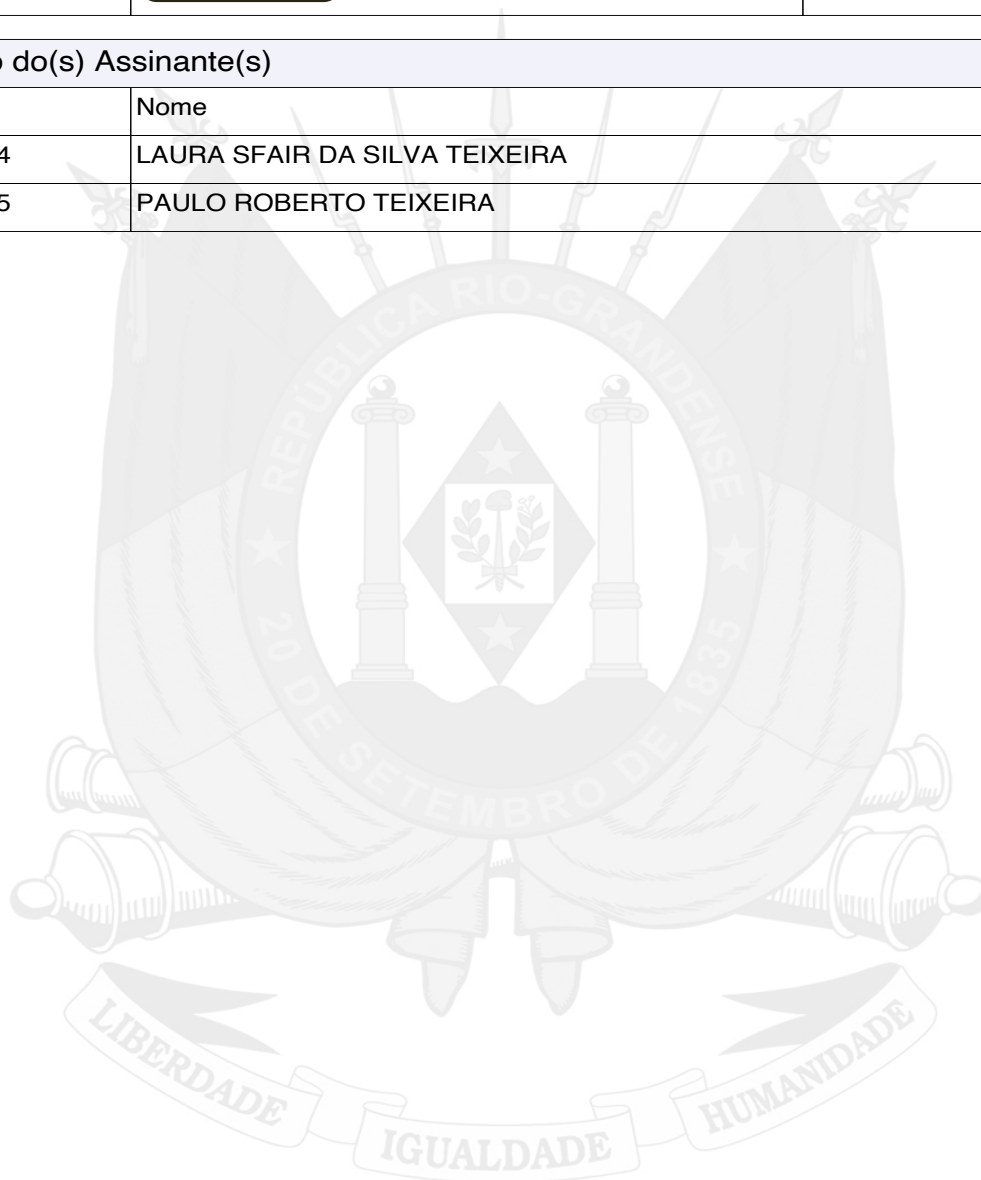 do(s) Assinante(s)
Nome
4 LAURA SFAIR DA SILVA TEIXEIRA
5 PAULO ROBERTO TEIXEIRA
REPÚBLICA RIO-GRANDENSE
20 DE SETEMBRO DE 1835
LIBERDADE IGUALDADE HUMANIDADE